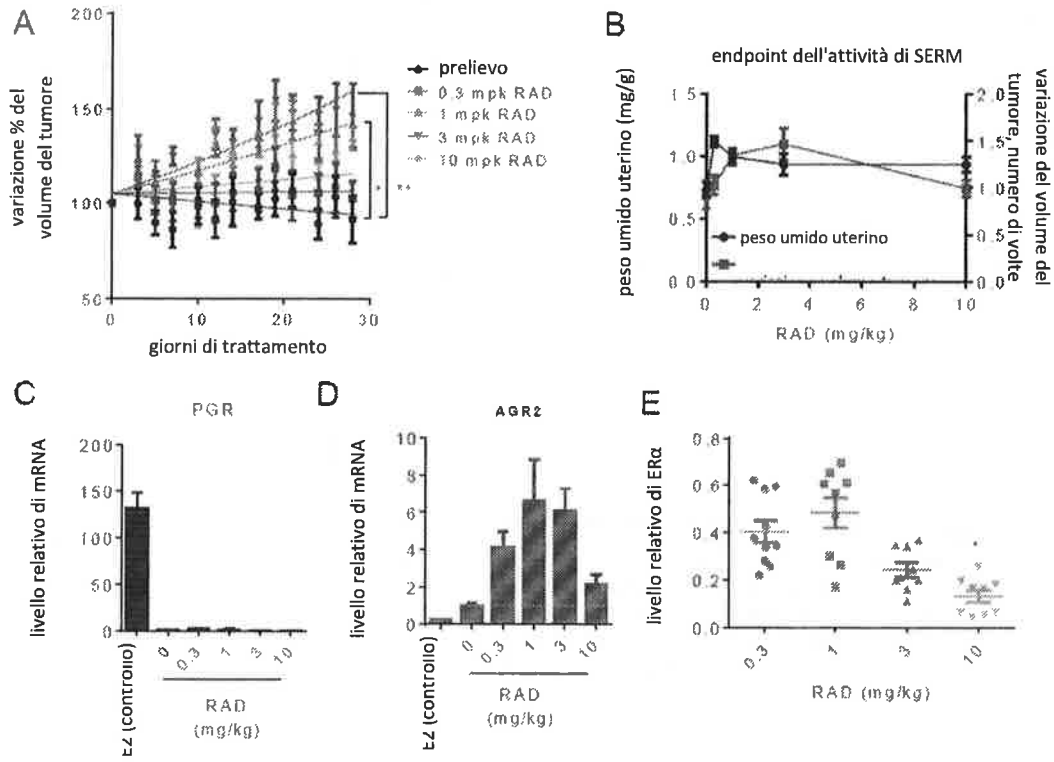 A
variazione % del
volume del tumore
200
150
100
50
0
10
20
30
giorni di trattamento
prelievo
0,3 mpk RAD
1 mpk RAD
3 mpk RAD
10 mpk RAD
*
**
B
endpoint dell'attività di SERM
peso umido uterino (mg/g)
1.5
1.0
0.5
0.0
peso umido uterino
0
2
4
6
8
10
RAD (mg/kg)
2.0
1.5
1.0
0.5
0.0
variazione del volume del
tumore, numero di volte
C
PGR
livello relativo di mRNA
200
150
100
50
0
E2 (controllo)
0
0.3
1
3
10
RAD
(mg/kg)
D
AGR2
livello relativo di mRNA
10
8
6
4
2
0
E2 (controllo)
0
0.3
1
3
10
RAD
(mg/kg)
E
livello relativo di ERα
0.8
0.6
0.4
0.2
0.0
0.3
1
3
10
RAD (mg/kg)